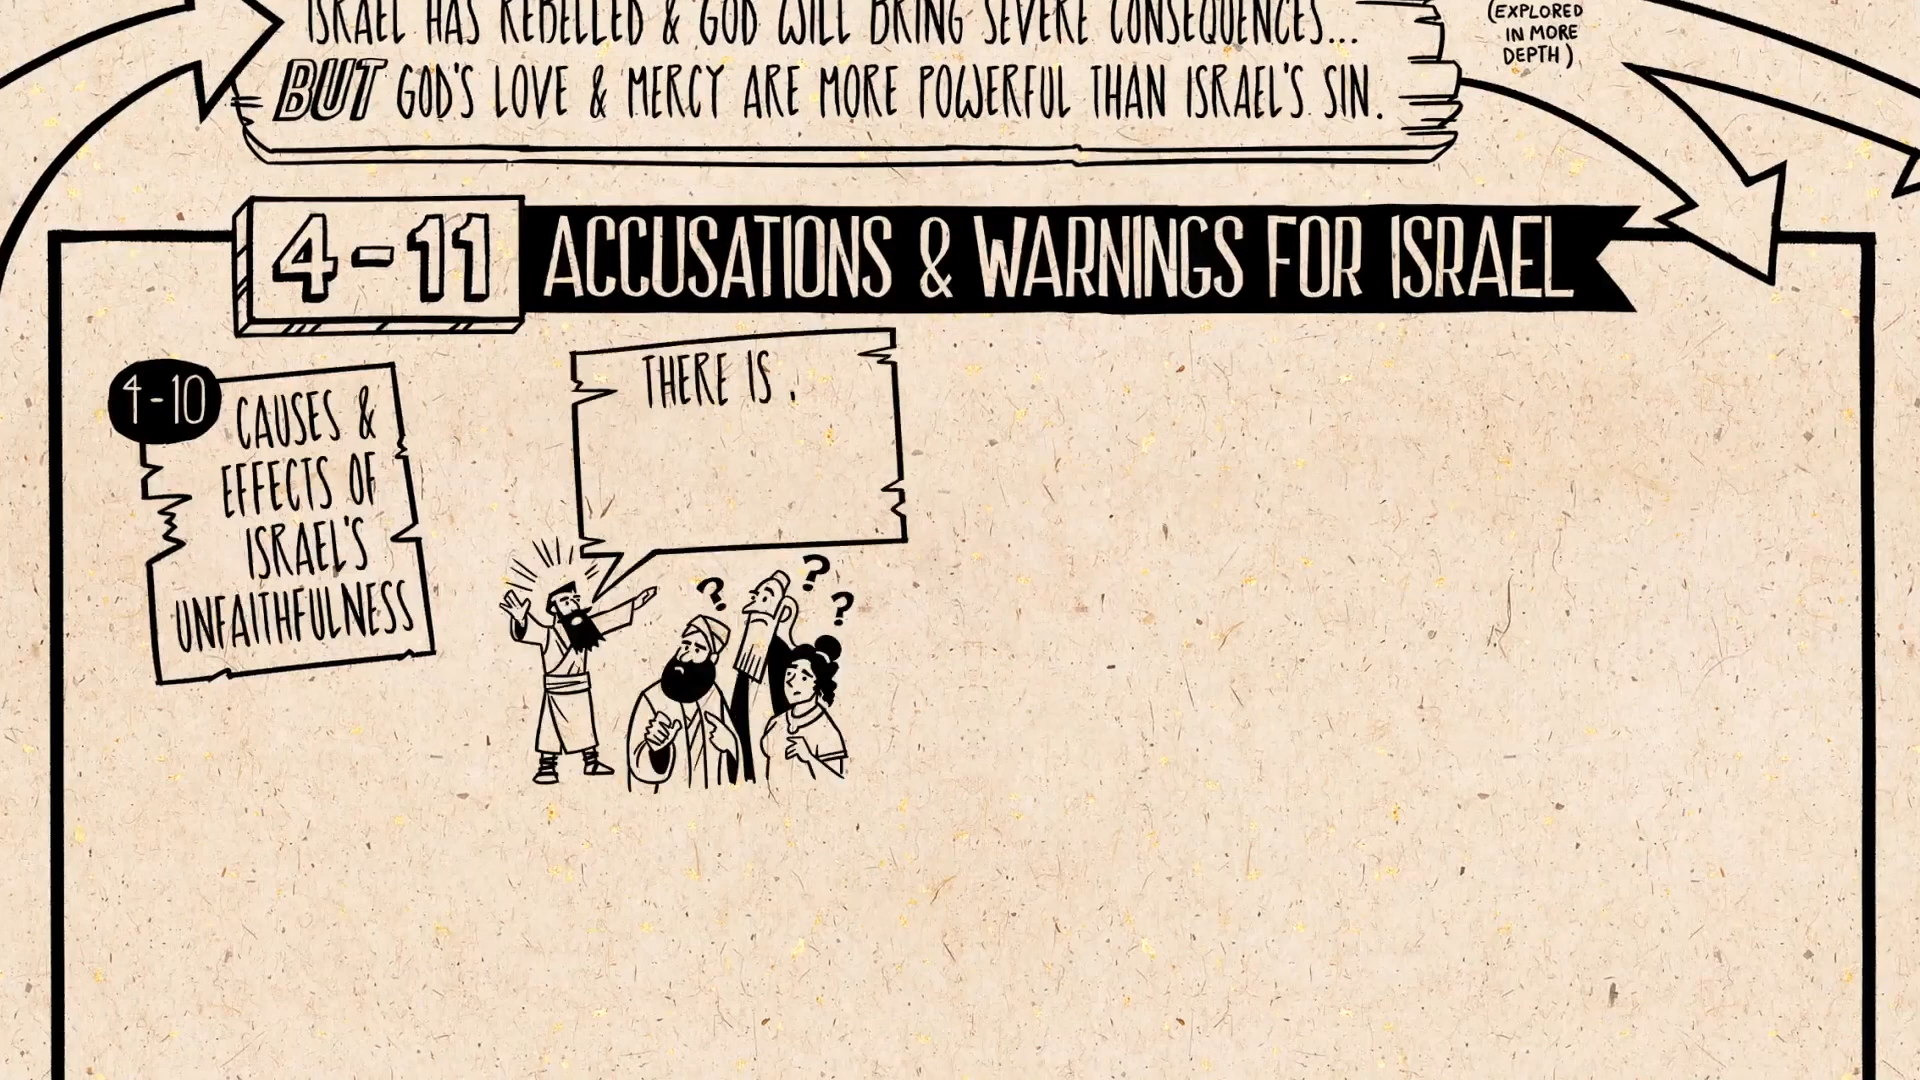 ISRAEL HAS REBELLED & GOD WILL BRING SEVERE CONSEQUENCES...
BUT GOD'S LOVE & MERCY ARE MORE POWERFUL THAN ISRAEL'S SIN.
(EXPLORED
IN MORE
DEPTH)
4-11 ACCUSATIONS & WARNINGS FOR ISRAEL
4-10
CAUSES &
EFFECTS OF
ISRAEL'S
UNFAITHFULNESS
THERE IS .
? ? ?